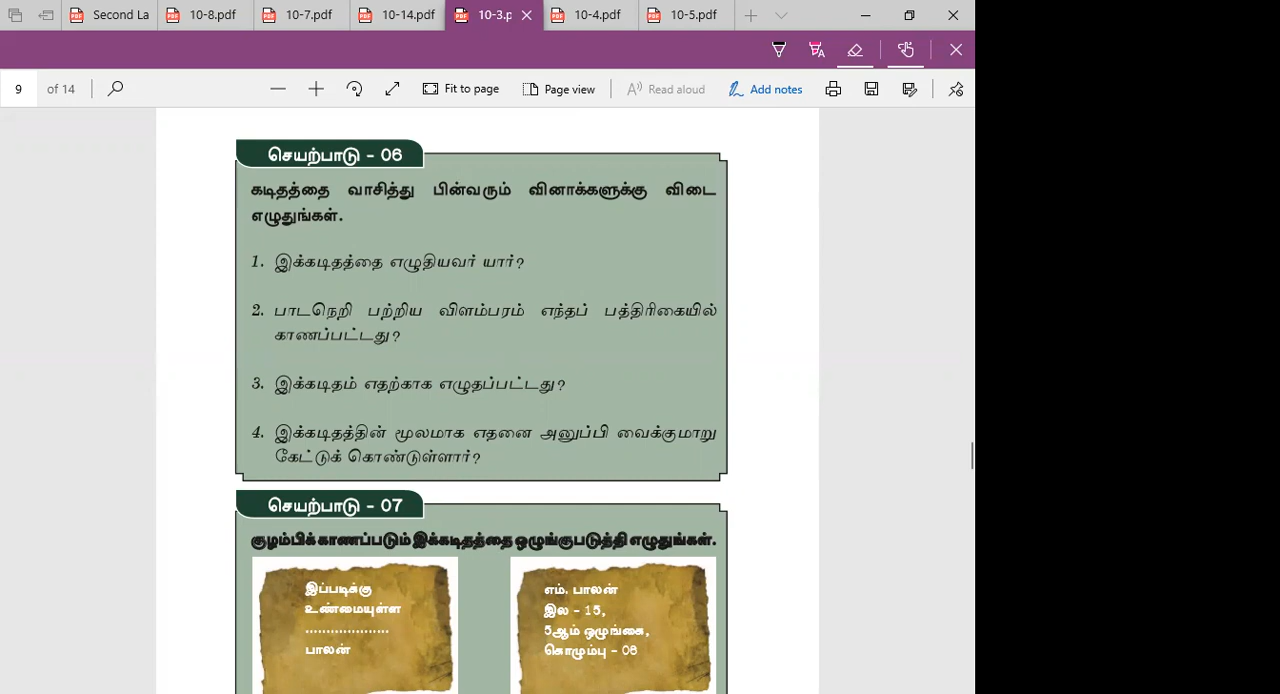 Second La
10-8.pdf
10-7.pdf
10-14.pdf
10-3.p
10-4.pdf
10-5.pdf
9 of 14
Fit to page
Page view
Read aloud
Add notes
செயற்பாடு - 06
கடிதத்தை வாசித்து பின்வரும் வினாக்களுக்கு விடை
எழுதுங்கள்.
1. இக்கடிதத்தை எழுதியவர் யார்?
2. பாடநெறி பற்றிய விளம்பரம் எந்தப் பத்திரிகையில்
காணப்பட்டது?
3. இக்கடிதம் எதற்காக எழுதப்பட்டது?
4. இக்கடிதத்தின் மூலமாக எதனை அனுப்பி வைக்குமாறு
கேட்டுக் கொண்டுள்ளார்?
செயற்பாடு - 07
குழம்பிக் காணப்படும் இக்கடிதத்தை ஒழுங்குபடுத்தி எழுதுங்கள்.
இப்படிக்கு
உண்மையுள்ள
....................
பாலன்
எம். பாலன்
இல - 15,
5ஆம் ஒழுங்கை,
கொழும்பு - 08